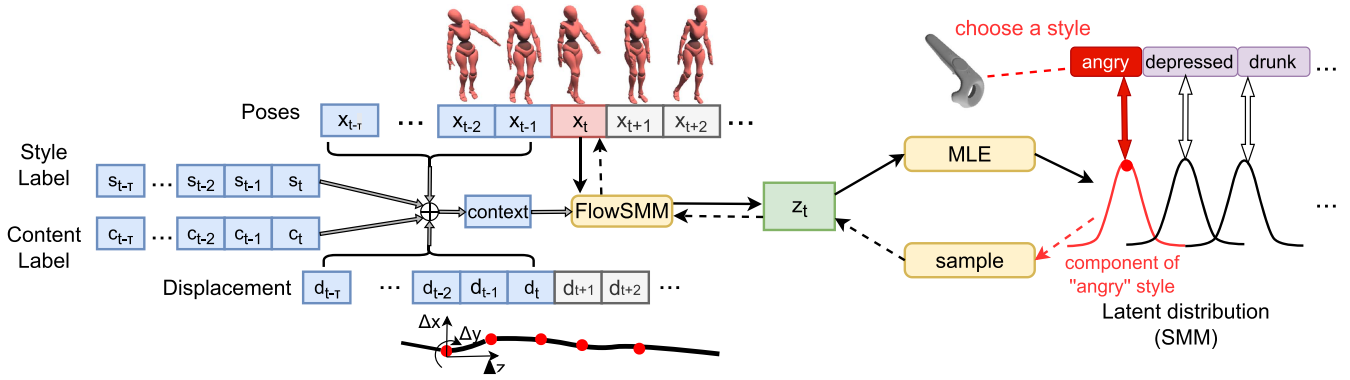 choose a style
angry depressed drunk ...
Poses
x_{t-τ} ... x_{t-2} x_{t-1} x_t x_{t+1} x_{t+2} ...
Style
Label
s_{t-τ} ... s_{t-2} s_{t-1} s_t
context
FlowSMM
z_t
MLE
sample
Content
Label
c_{t-τ} ... c_{t-2} c_{t-1} c_t
Displacement
d_{t-τ} ... d_{t-2} d_{t-1} d_t d_{t+1} d_{t+2} ...
Δx
Δy
z
...
component of
"angry" style
Latent distribution
(SMM)